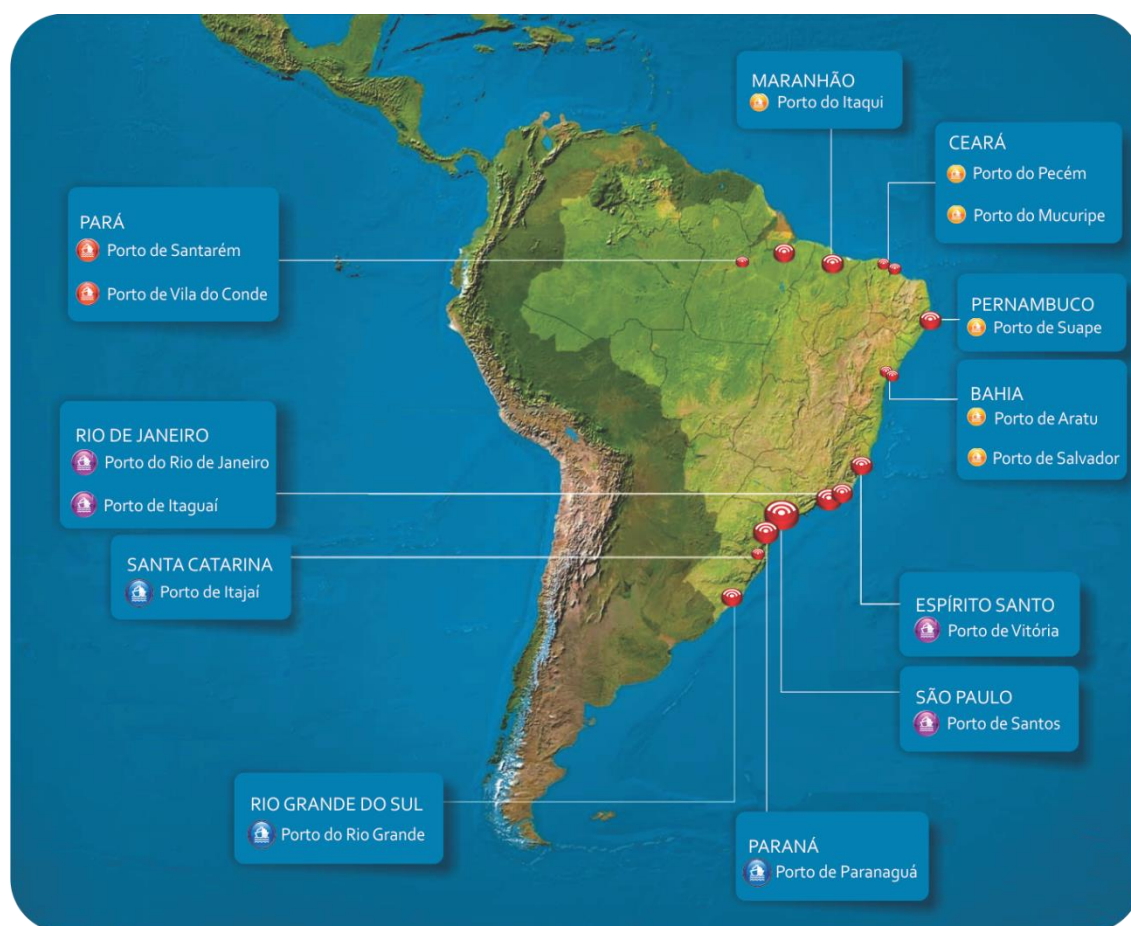 MARANHÃO
Porto do Itaqui
CEARÁ
Porto do Pecém
Porto do Mucuripe
PARÁ
Porto de Santarém
Porto de Vila do Conde
PERNAMBUCO
Porto de Suape
BAHIA
Porto de Aratu
Porto de Salvador
RIO DE JANEIRO
Porto do Rio de Janeiro
Porto de Itaguaí
SANTA CATARINA
Porto de Itajaí
ESPÍRITO SANTO
Porto de Vitória
SÃO PAULO
Porto de Santos
RIO GRANDE DO SUL
Porto do Rio Grande
PARANÁ
Porto de Paranaguá